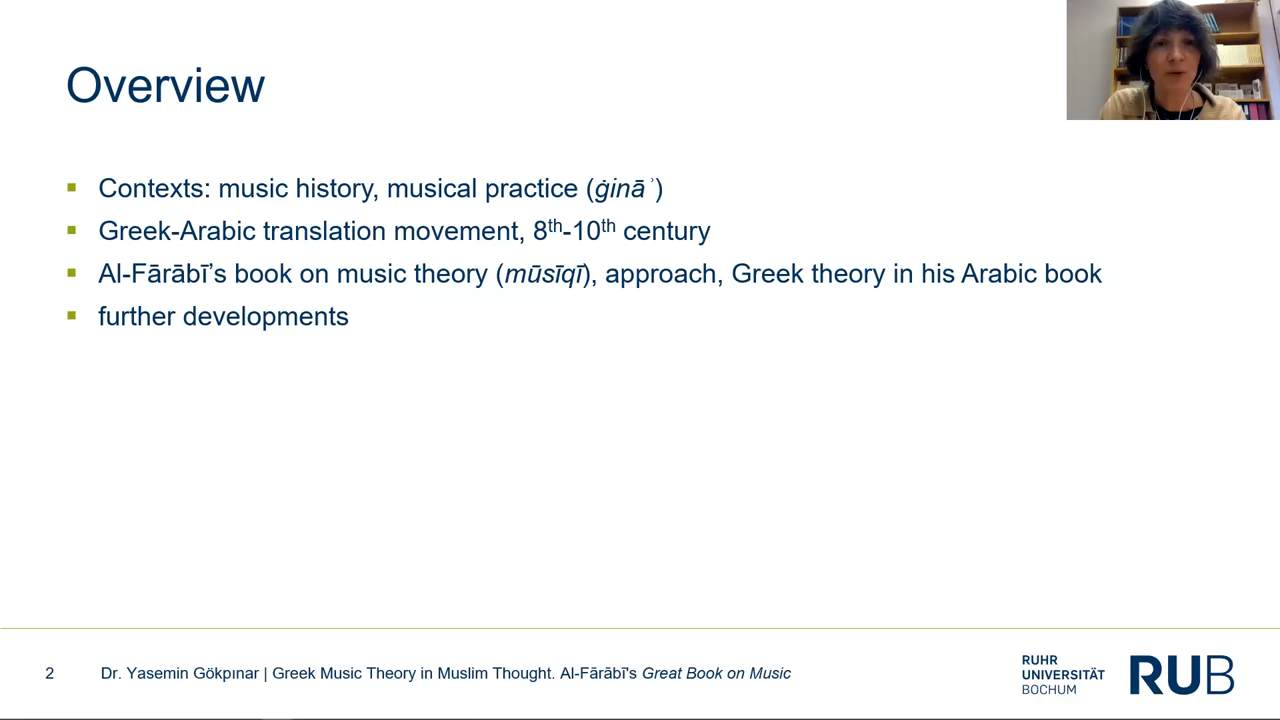 Overview
▪ Contexts: music history, musical practice (ġināʾ)
▪ Greek-Arabic translation movement, 8th-10th century
▪ Al-Fārābī’s book on music theory (mūsīqī), approach, Greek theory in his Arabic book
▪ further developments
2 Dr. Yasemin Gökpınar | Greek Music Theory in Muslim Thought. Al-Fārābī's Great Book on Music
RUHR
UNIVERSITÄT
BOCHUM
RUB